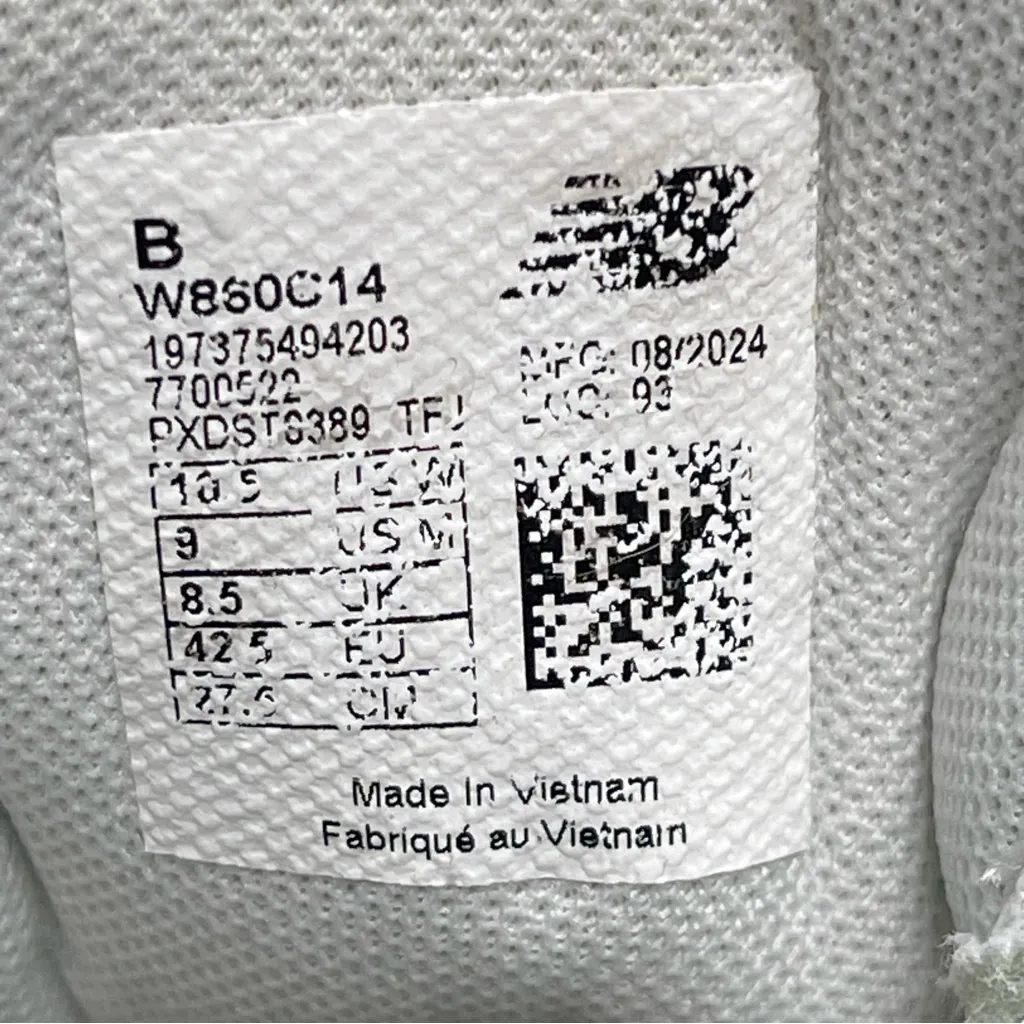 B
W860C14
197375494203
7700522
PXDST6389 TFJ
MFG: 08/2024
LOC: 93
10.5 US W
9 US M
8.5 UK
42.5 EU
27.5 CM
Made in Vietnam
Fabriqué au Vietnam